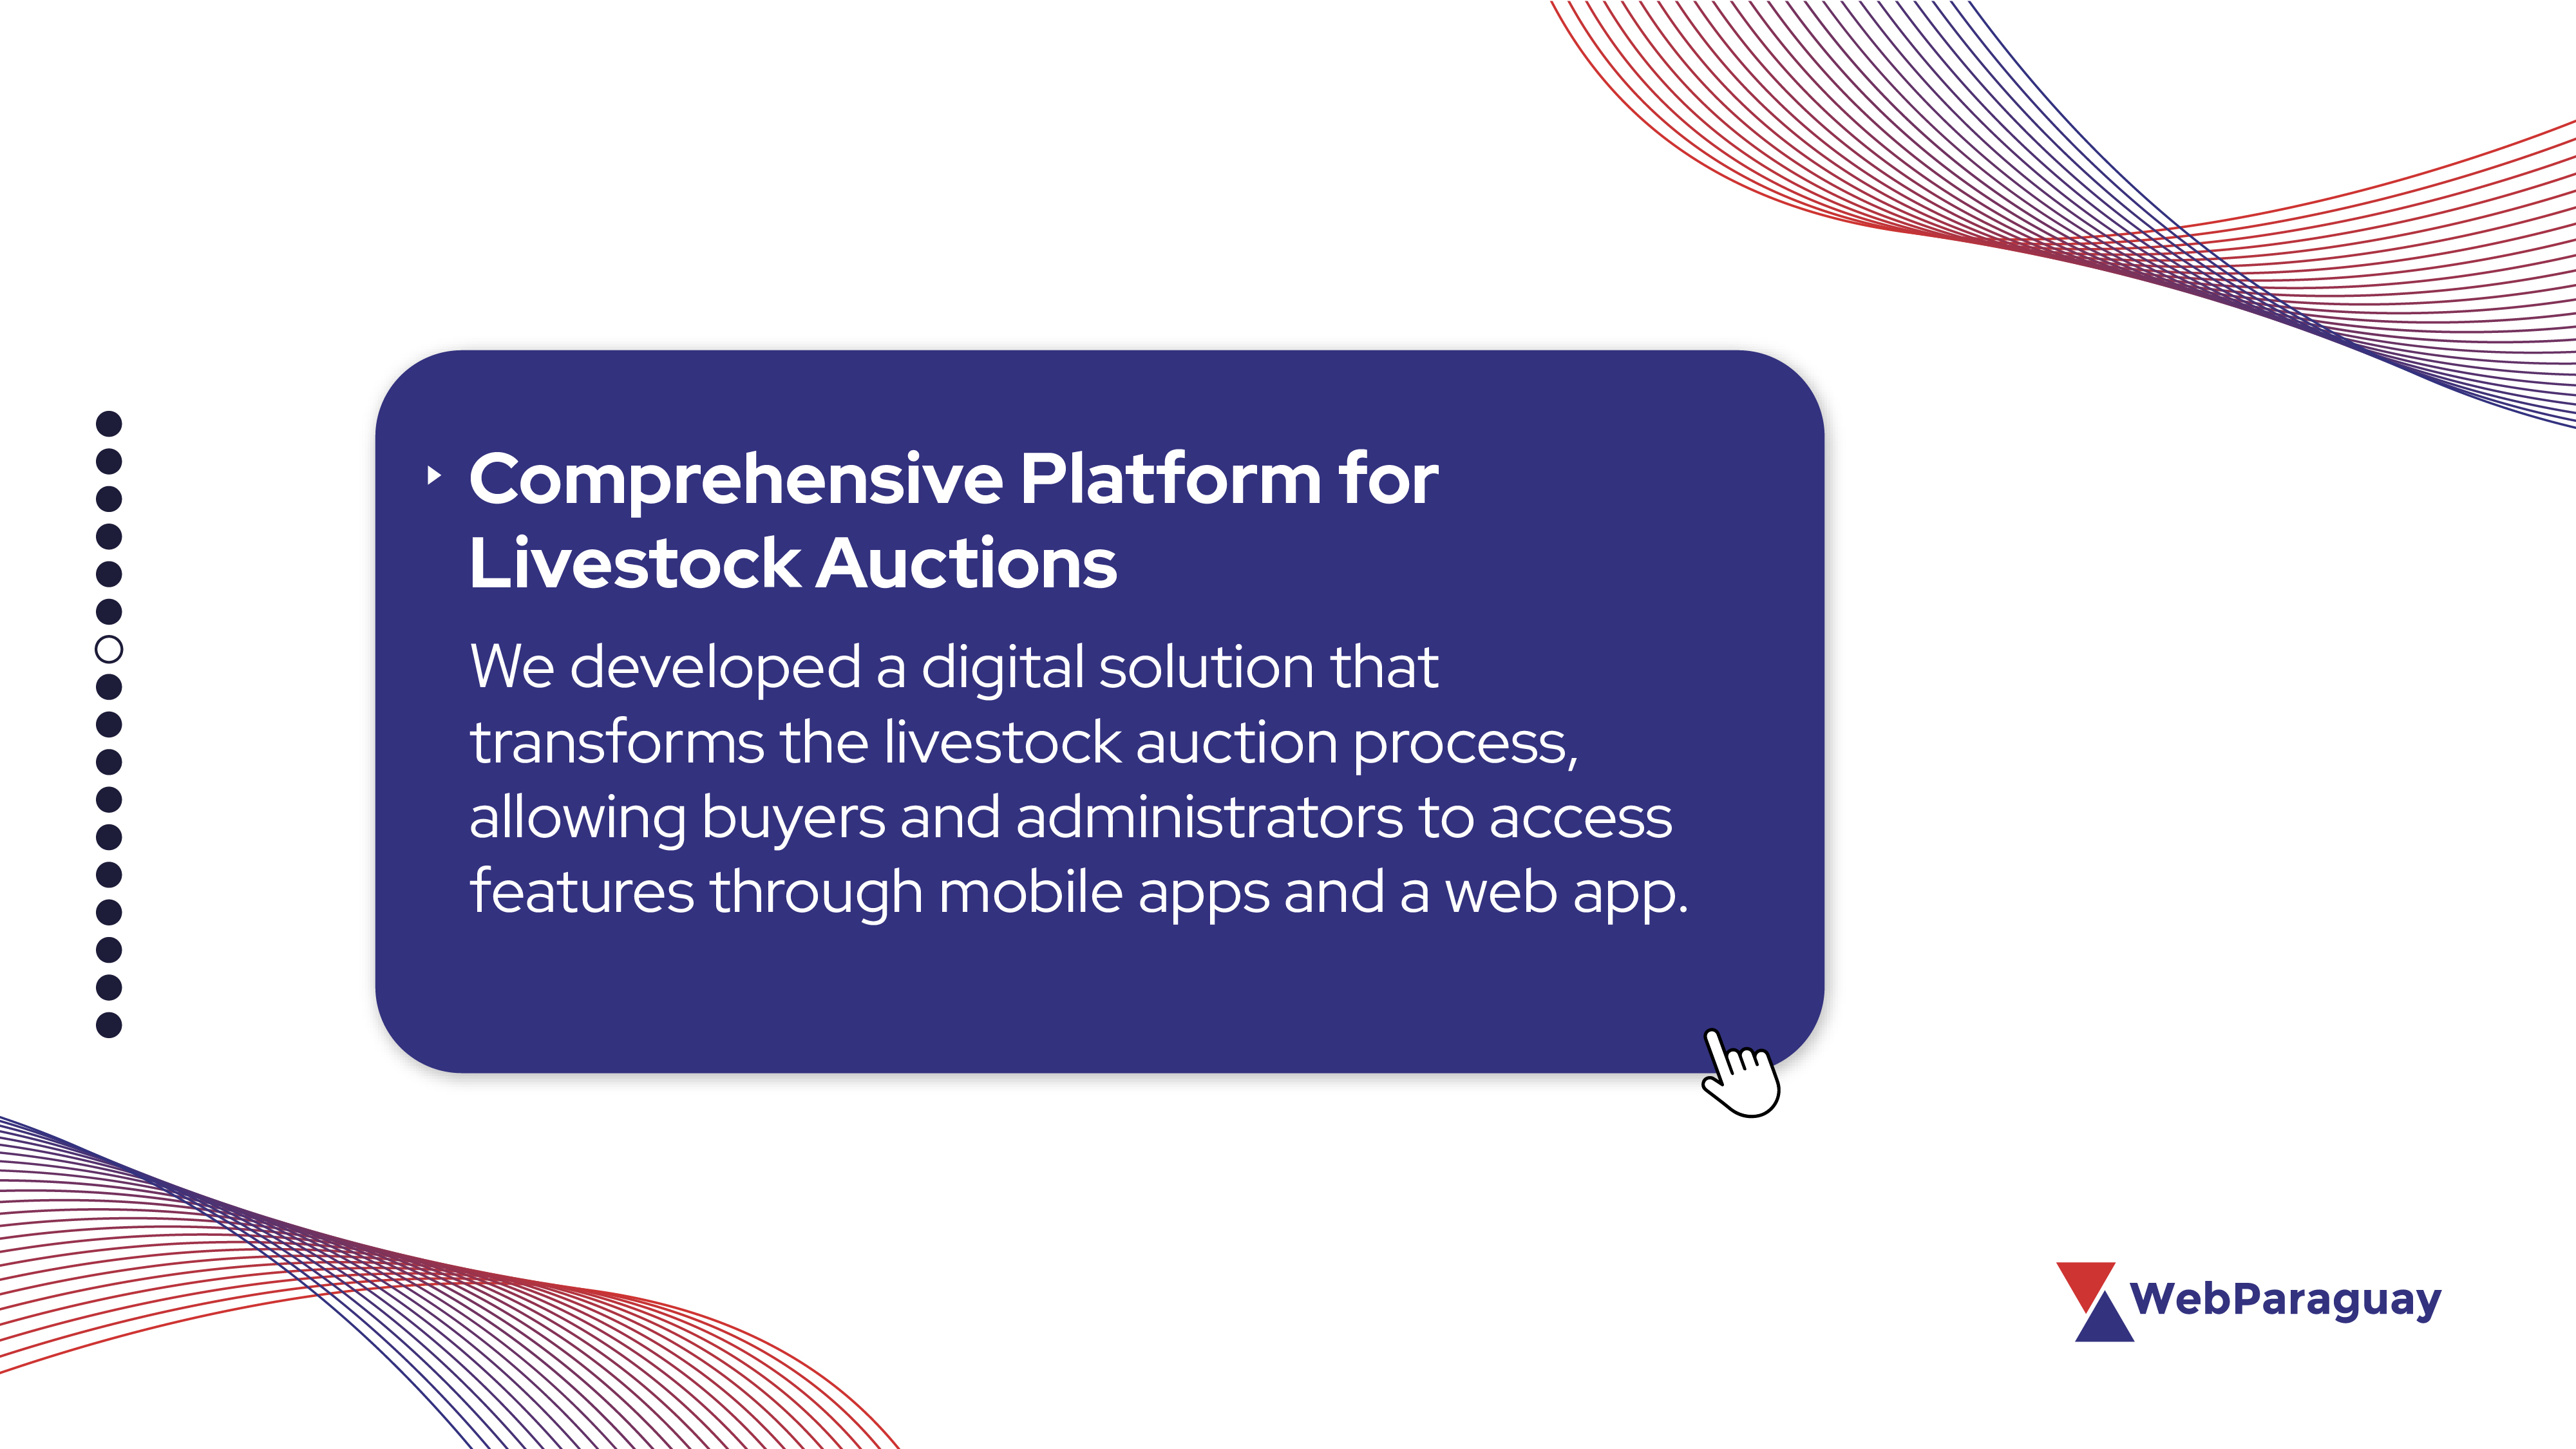 Comprehensive Platform for
Livestock Auctions
We developed a digital solution that
transforms the livestock auction process,
allowing buyers and administrators to access
features through mobile apps and a web app.
WebParaguay